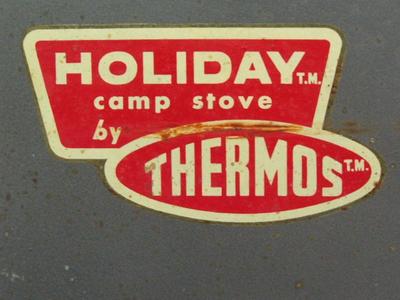 HOLIDAY T.M.
camp stove
by
THERMOS T.M.